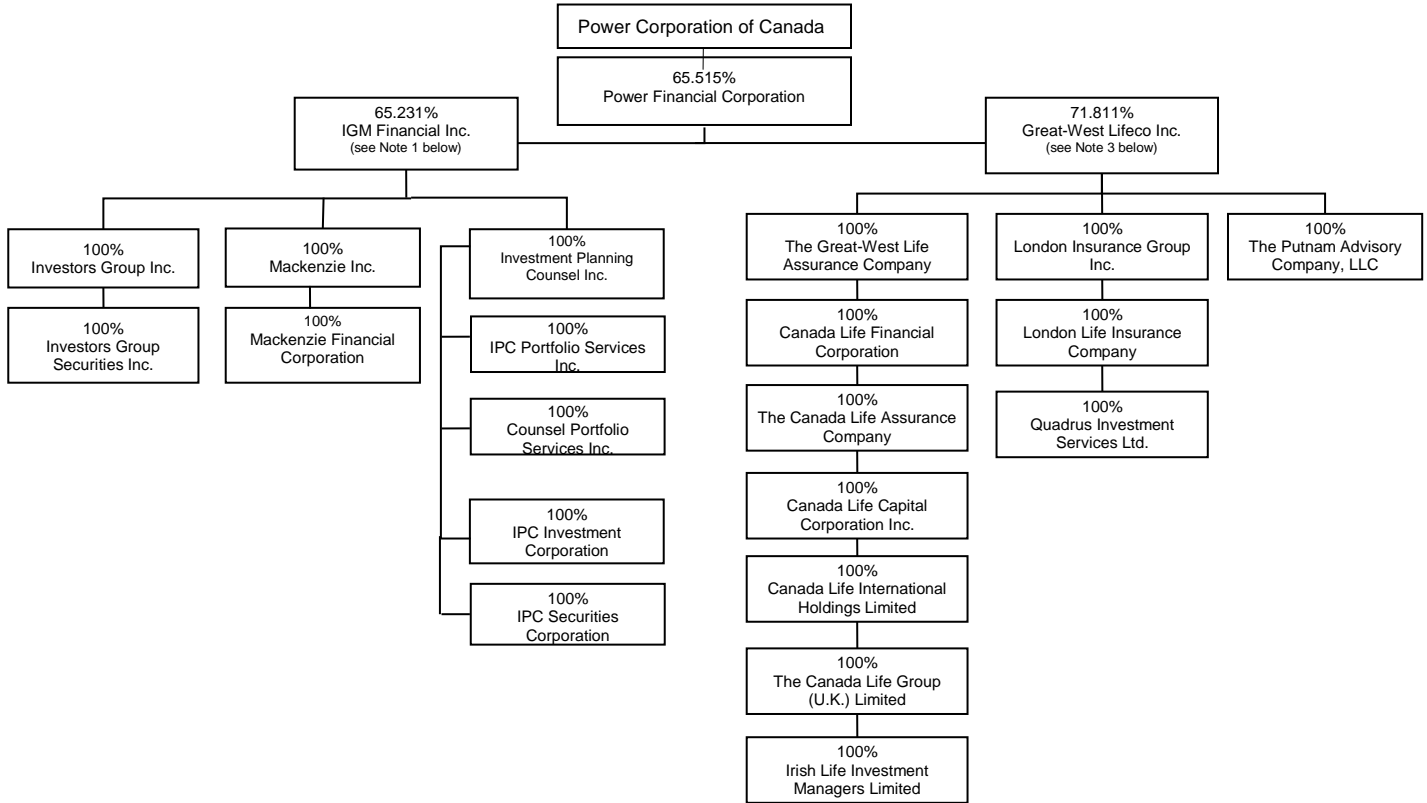 Power Corporation of Canada
65.515%
Power Financial Corporation
65.231%
IGM Financial Inc.
(see Note 1 below)
71.811%
Great-West Lifeco Inc.
(see Note 3 below)
100%
Investors Group Inc.
100%
Investors Group
Securities Inc.
100%
Mackenzie Inc.
100%
Mackenzie Financial
Corporation
100%
Investment Planning
Counsel Inc.
100%
IPC Portfolio Services
Inc.
100%
Counsel Portfolio
Services Inc.
100%
IPC Investment
Corporation
100%
IPC Securities
Corporation
100%
The Great-West Life
Assurance Company
100%
Canada Life Financial
Corporation
100%
The Canada Life Assurance
Company
100%
Canada Life Capital
Corporation Inc.
100%
Canada Life International
Holdings Limited
100%
The Canada Life Group
(U.K.) Limited
100%
Irish Life Investment
Managers Limited
100%
London Insurance Group
Inc.
100%
London Life Insurance
Company
100%
Quadrus Investment
Services Ltd.
100%
The Putnam Advisory
Company, LLC